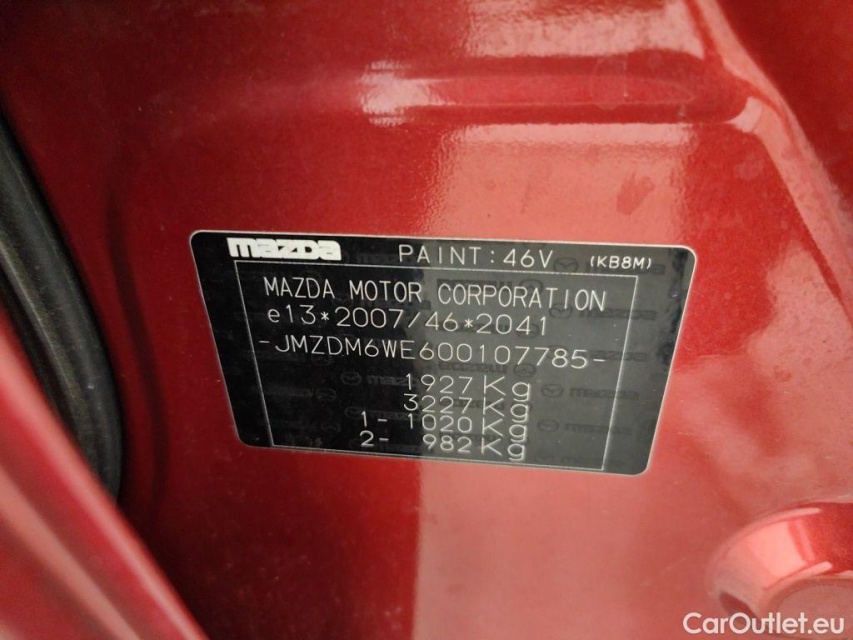 mazda PAINT:46V (KB8M)
MAZDA MOTOR CORPORATION
e13*2007/46*2041
-JMZDM6WE600107785-
1927Kg
3227Kg
1- 1020Kg
2- 982Kg
CarOutlet.eu